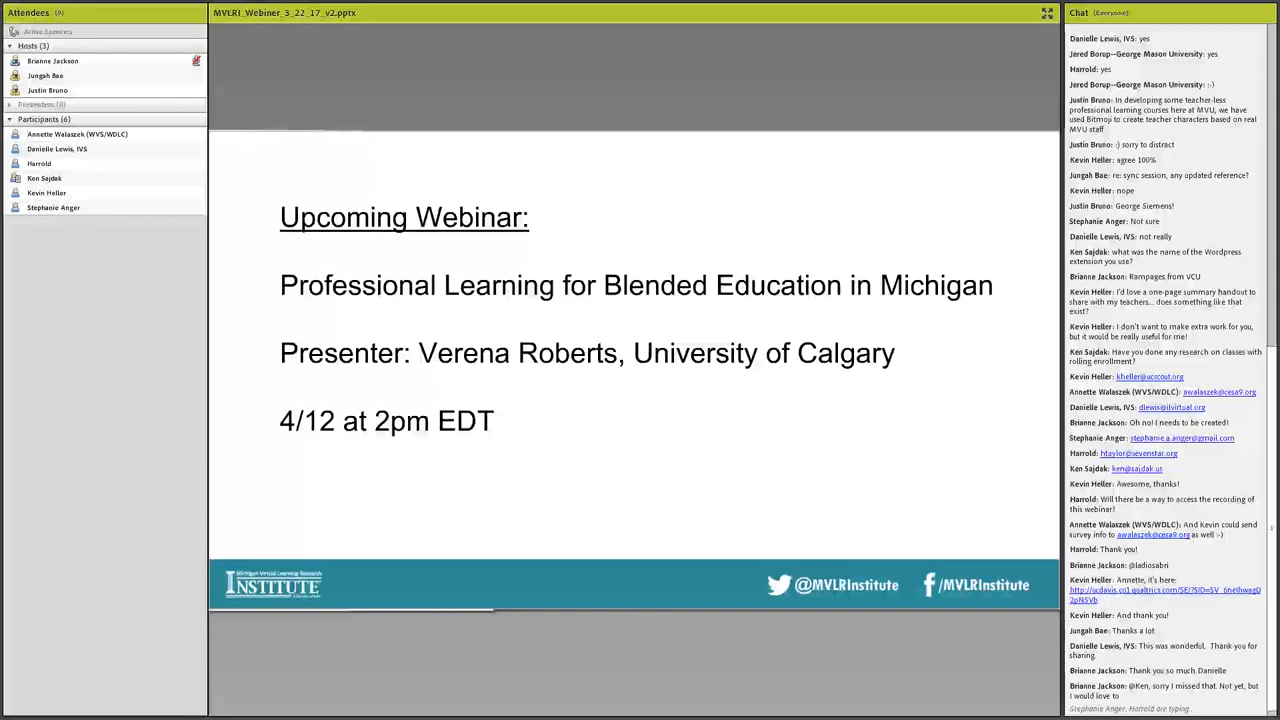 Attendees (9)
Active Speakers
Hosts (3)
Brianne Jackson
Jungah Bae
Justin Bruno
Presenters (0)
Participants (6)
Annette Walaszek (WVS/WDLC)
Danielle Lewis, IVS
Harrold
Ken Sajdak
Kevin Heller
Stephanie Anger
MVLRI_Webiner_3_22_17_v2.pptx
Upcoming Webinar:
Professional Learning for Blended Education in Michigan
Presenter: Verena Roberts, University of Calgary
4/12 at 2pm EDT
Michigan Virtual Learning Research
INSTITUTE
@MVLRInstitute
/MVLRInstitute
Chat (Everyone)
Danielle Lewis, IVS: yes
Jered Borup--George Mason University: yes
Harrold: yes
Jered Borup--George Mason University: :-)
Justin Bruno: In developing some teacher-less
professional learning courses here at MVU, we have
used Bitmoji to create teacher characters based on real
MVU staff
Justin Bruno: :) sorry to distract
Kevin Heller: agree 100%
Jungah Bae: re: sync session, any updated reference?
Kevin Heller: nope
Justin Bruno: George Siemens!
Stephanie Anger: Not sure
Danielle Lewis, IVS: not really
Ken Sajdak: what was the name of the Wordpress
extension you use?
Brianne Jackson: Rampages from VCU
Kevin Heller: I'd love a one-page summary handout to
share with my teachers... does something like that
exist?
Kevin Heller: I don't want to make extra work for you,
but it would be really useful for me!
Ken Sajdak: Have you done any research on classes with
rolling enrollment?
Kevin Heller: kheller@ucscout.org
Annette Walaszek (WVS/WDLC): awalaszek@cesa9.org
Danielle Lewis, IVS: dlewis@ilvirtual.org
Brianne Jackson: Oh no! I needs to be created!
Stephanie Anger: stephanie.a.anger@gmail.com
Harrold: htaylor@sevenstar.org
Ken Sajdak: ken@sajdak.us
Kevin Heller: Awesome, thanks!
Harrold: Will there be a way to access the recording of
this webinar?
Annette Walaszek (WVS/WDLC): And Kevin could send
survey info to awalaszek@cesa9.org as well :-)
Harrold: Thank you!
Brianne Jackson: @ladiosabri
Kevin Heller: Annette, it's here:
Kevin Heller: And thank you!
Jungah Bae: Thanks a lot
Danielle Lewis, IVS: This was wonderful. Thank you for
sharing.
Brianne Jackson: Thank you so much Danielle
Brianne Jackson: @Ken, sorry I missed that. Not yet, but
I would love to
Stephanie Anger, Harrold are typing..